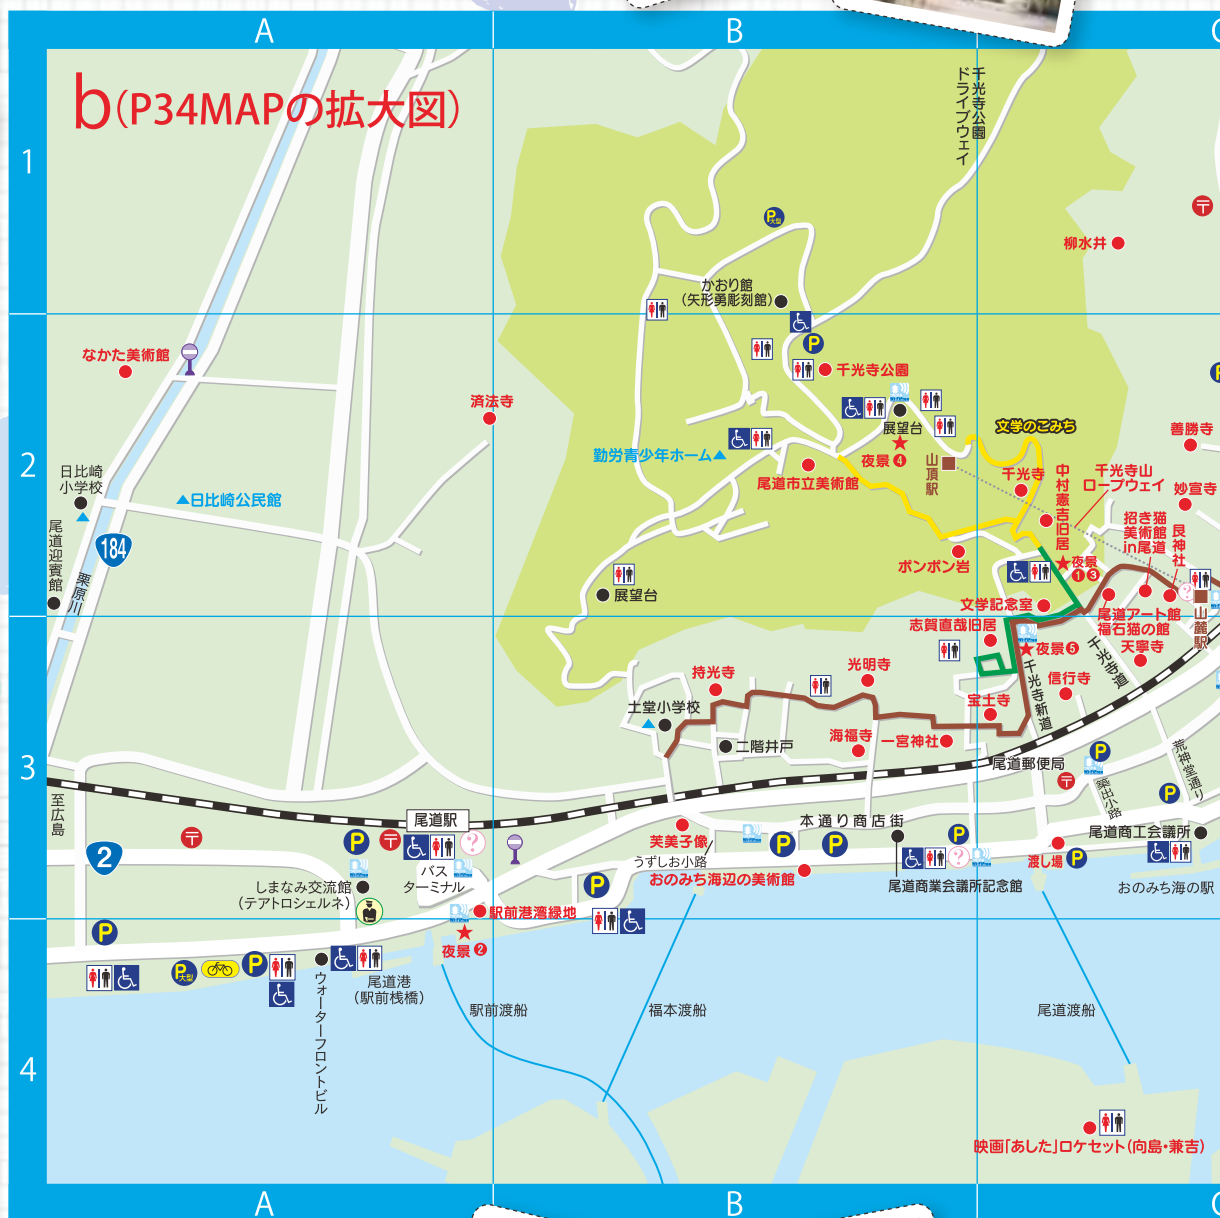 A
B
C
b(P34MAPの拡大図)
千光寺公園
ドライブウェイ
1
〒
柳水井
P大型
かおり館
(矢形勇彫刻館)
なかた美術館
P
千光寺公園
Wi-Fi Free
済法寺
展望台
文学のこみち
善勝寺
勤労青少年ホーム
夜景4
山頂駅
2
日比崎
小学校
日比崎公民館
尾道市立美術館
千光寺
中村憲吉旧居
千光寺山
ロープウェイ
妙宣寺
招き猫
美術館
in尾道
艮神社
尾道迎賓館
184
栗原川
ポンポン岩
夜景
1 3
展望台
文学記念室
尾道アート館
福石猫の館
山麓駅
志賀直哉旧居
夜景5
千光寺道
天寧寺
持光寺
光明寺
千光寺新道
信行寺
土堂小学校
宝土寺
二階井戸
海福寺
一宮神社
3
至広島
尾道郵便局
〒
P
荒神堂通り
築出小路
P
尾道駅
〒
P
〒
?
芙美子像
本通り商店街
P
P
P
尾道商工会議所
2
バス
ターミナル
うずしお小路
?
渡し場
P
しまなみ交流館
(テアトロシェルネ)
おのみち海辺の美術館
尾道商業会議所記念館
おのみち海の駅
P
駅前港湾緑地
P
夜景2
P大型
P
ウォーターフロントビル
尾道港
(駅前桟橋)
駅前渡船
福本渡船
尾道渡船
4
映画「あした」ロケセット(向島・兼吉)
A
B
C